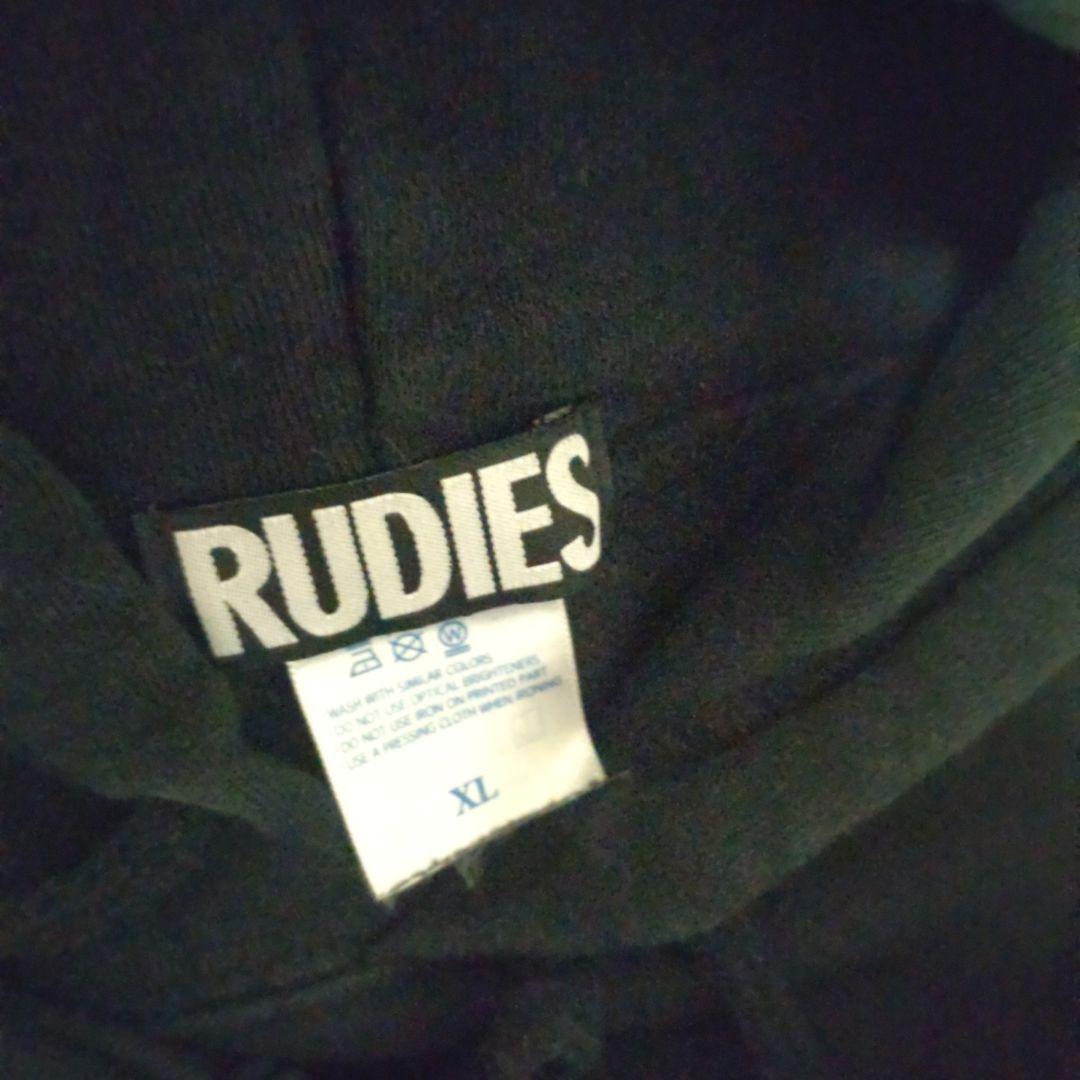 RUDIES
W
WASH WITH SIMILAR COLORS
DO NOT USE OPTICAL BRIGHTENERS
DO NOT USE IRON ON PRINTED PART
USE A PRESSING CLOTH WHEN IRONING
XL